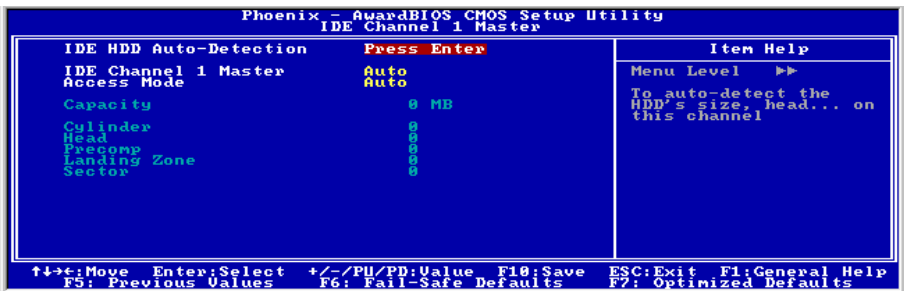 Phoenix - AwardBIOS CMOS Setup Utility
IDE Channel 1 Master
IDE HDD Auto-Detection Press Enter
IDE Channel 1 Master Auto
Access Mode Auto
Capacity 0 MB
Cylinder 0
Head 0
Precomp 0
Landing Zone 0
Sector 0
Item Help
Menu Level ►►
To auto-detect the
HDD's size, head... on
this channel
↑↓→←:Move Enter:Select +/-/PU/PD:Value F10:Save ESC:Exit F1:General Help
F5: Previous Values F6: Fail-Safe Defaults F7: Optimized Defaults